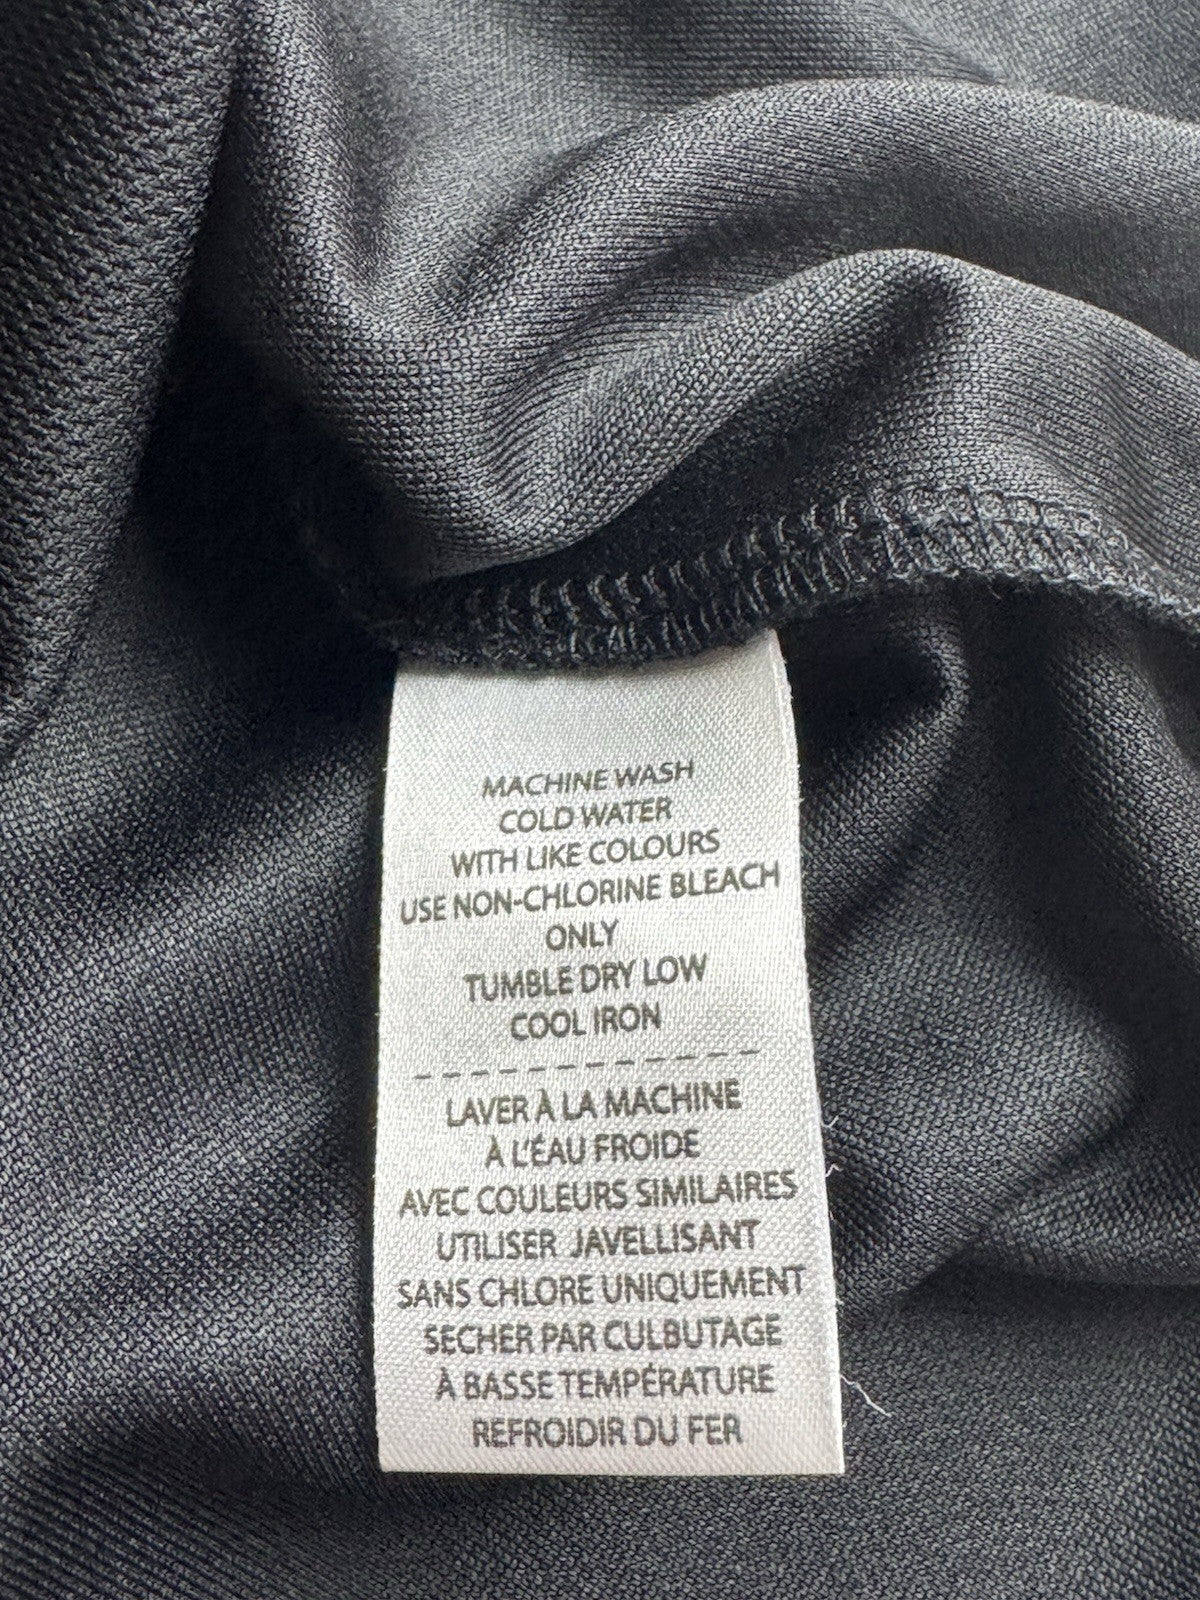 MACHINE WASH
COLD WATER
WITH LIKE COLOURS
USE NON-CHLORINE BLEACH
ONLY
TUMBLE DRY LOW
COOL IRON
LAVER À LA MACHINE
À L'ÉAU FROIDE
AVEC COULEURS SIMILAIRES
UTILISER JAVELLISANT
SANS CHLORE UNIQUEMENT
SECHER PAR CULBUTAGE
À BASSE TEMPÉRATURE
REFROIDIR DU FER